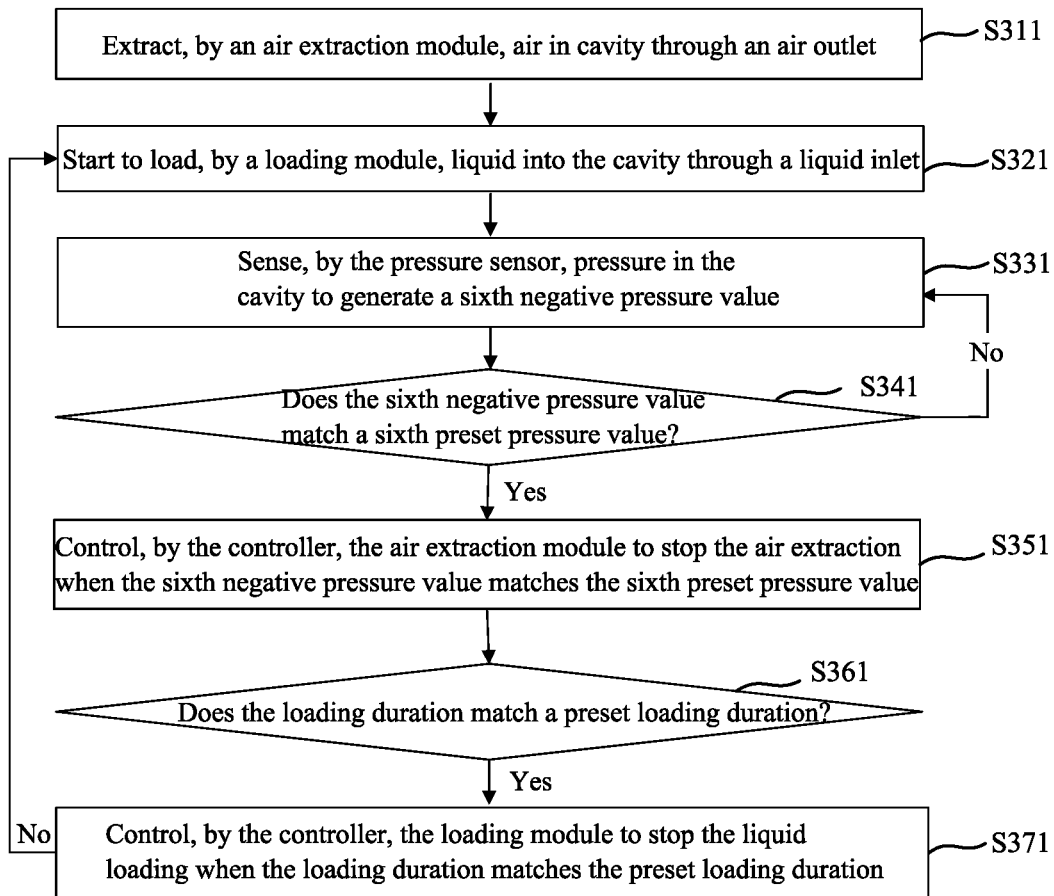 Extract, by an air extraction module, air in cavity through an air outlet
S311
Start to load, by a loading module, liquid into the cavity through a liquid inlet
S321
Sense, by the pressure sensor, pressure in the
cavity to generate a sixth negative pressure value
S331
No
Does the sixth negative pressure value
match a sixth preset pressure value?
S341
Yes
Control, by the controller, the air extraction module to stop the air extraction
when the sixth negative pressure value matches the sixth preset pressure value
S351
S361
Does the loading duration match a preset loading duration?
Yes
No
Control, by the controller, the loading module to stop the liquid
loading when the loading duration matches the preset loading duration
S371